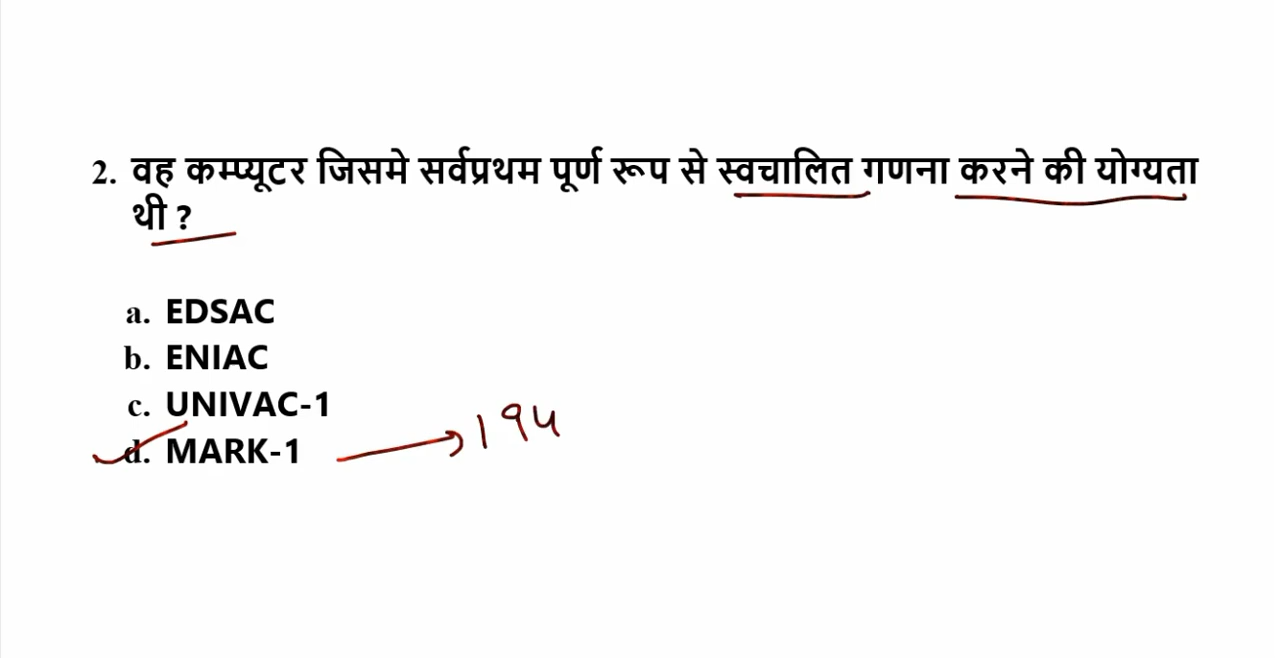 2. वह कम्प्यूटर जिसमे सर्वप्रथम पूर्ण रूप से स्वचालित गणना करने की योग्यता
थी ?
a. EDSAC
b. ENIAC
c. UNIVAC-1
d. MARK-1 194